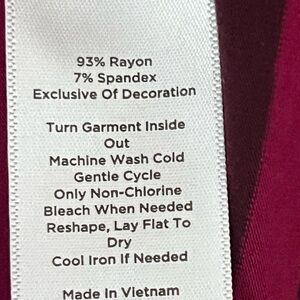 93% Rayon
7% Spandex
Exclusive Of Decoration
Turn Garment Inside
Out
Machine Wash Cold
Gentle Cycle
Only Non-Chlorine
Bleach When Needed
Reshape, Lay Flat To
Dry
Cool Iron If Needed
Made In Vietnam